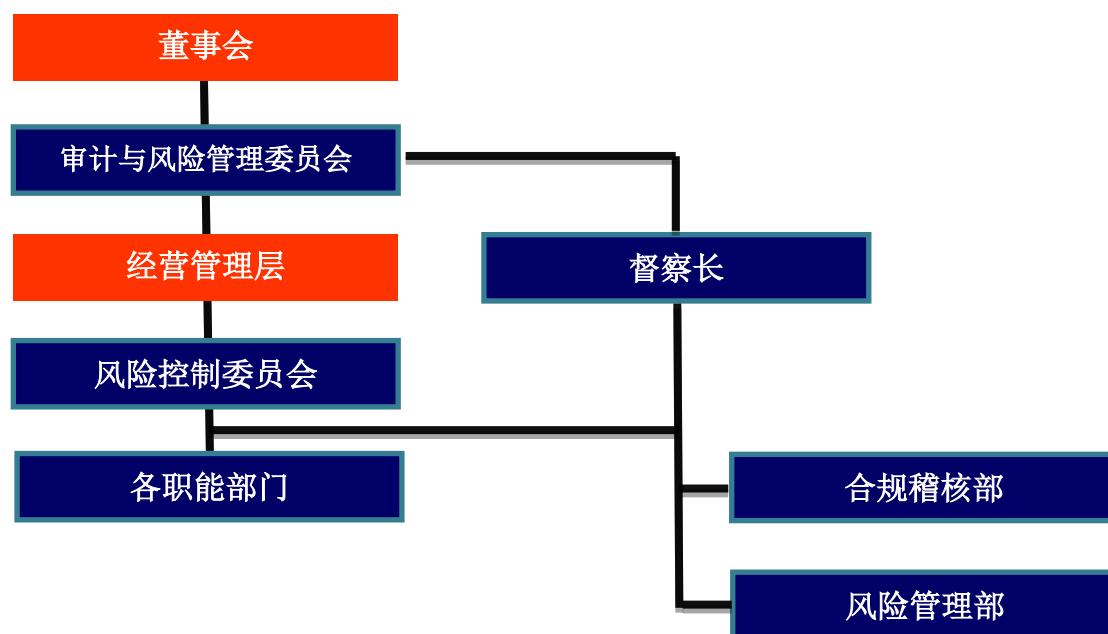 董事会
审计与风险管理委员会
经营管理层
督察长
风险控制委员会
各职能部门
合规稽核部
风险管理部